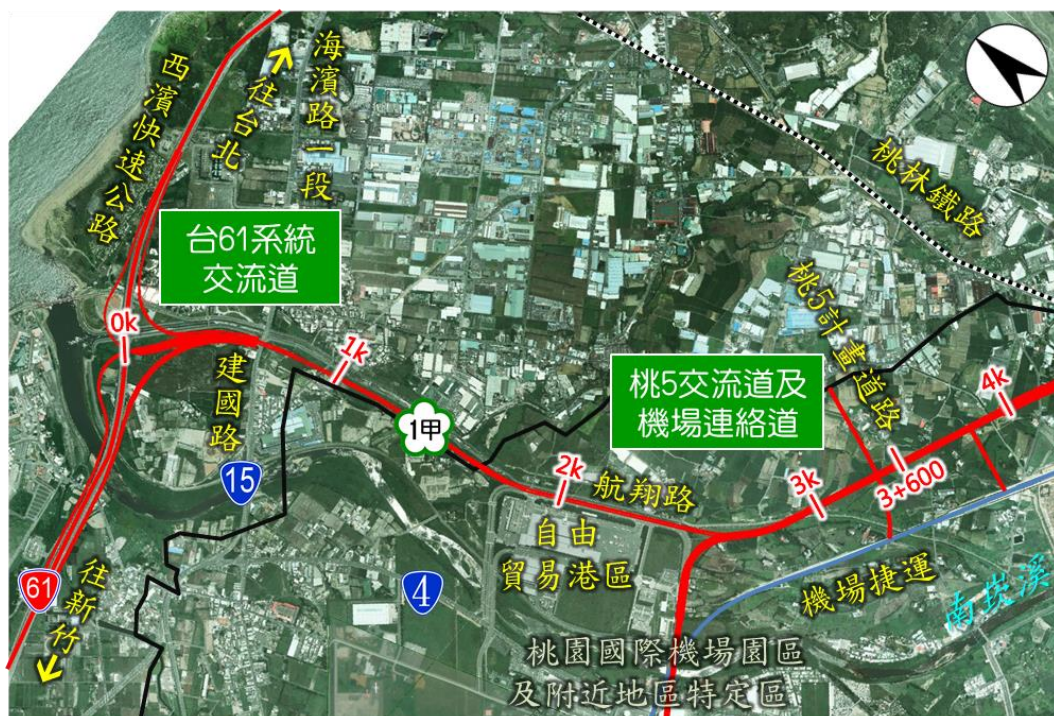 西濱快速公路
往台北
海濱路一段
台61系統
交流道
桃林鐵路
桃5計畫道路
0k
1k
建國路
1甲
桃5交流道及
機場連絡道
4k
15
2k
航翔路
3k
3+600
自由
貿易港區
機場捷運
南崁溪
61
往新竹
4
桃園國際機場園區
及附近地區特定區